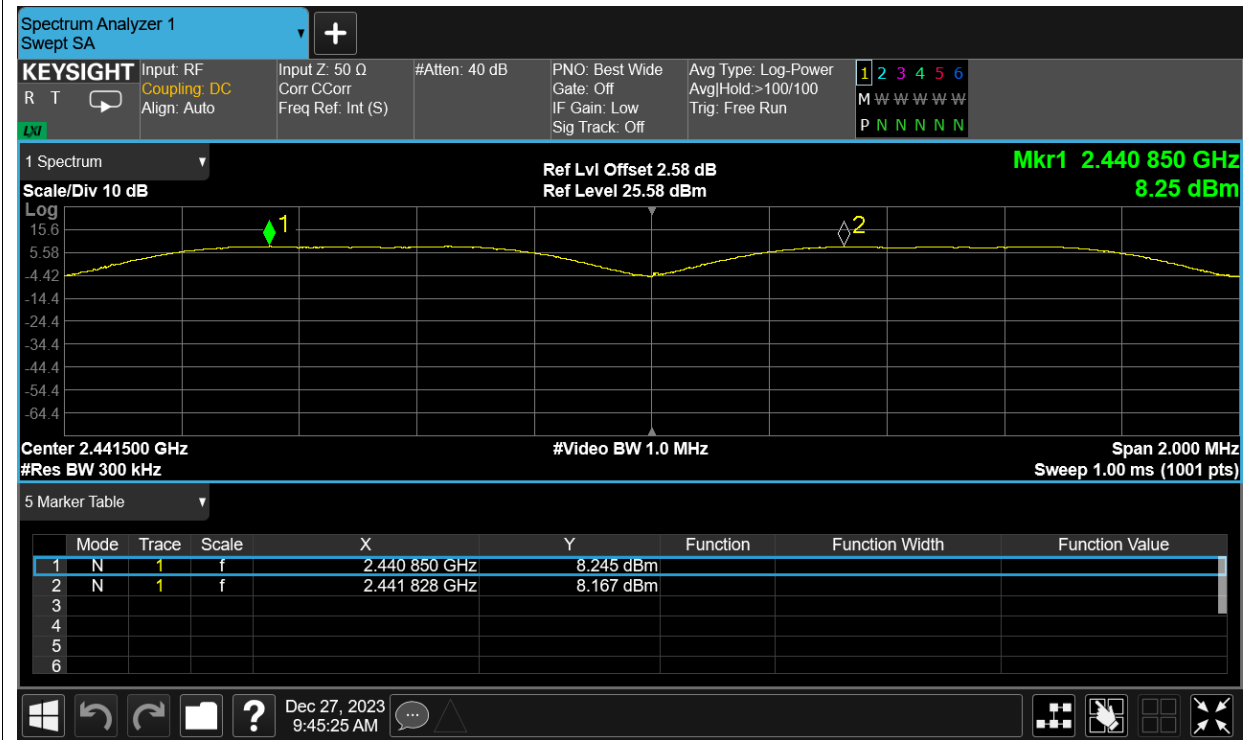 Spectrum Analyzer 1
Swept SA
+
KEYSIGHT
R T
LXI
Input: RF
Coupling: DC
Align: Auto
Input Z: 50 Ω
Corr CCorr
Freq Ref: Int (S)
#Atten: 40 dB
PNO: Best Wide
Gate: Off
IF Gain: Low
Sig Track: Off
Avg Type: Log-Power
Avg|Hold:>100/100
Trig: Free Run
1 2 3 4 5 6
M W W W W W
P N N N N N
1 Spectrum
Scale/Div 10 dB
Ref Lvl Offset 2.58 dB
Ref Level 25.58 dBm
Mkr1 2.440 850 GHz
8.25 dBm
Log
15.6
5.58
-4.42
-14.4
-24.4
-34.4
-44.4
-54.4
-64.4
1
2
Center 2.441500 GHz
#Res BW 300 kHz
#Video BW 1.0 MHz
Span 2.000 MHz
Sweep 1.00 ms (1001 pts)
5 Marker Table
Mode Trace Scale X Y Function Function Width Function Value
1 N 1 f 2.440 850 GHz 8.245 dBm
2 N 1 f 2.441 828 GHz 8.167 dBm
3
4
5
6
?
Dec 27, 2023
9:45:25 AM